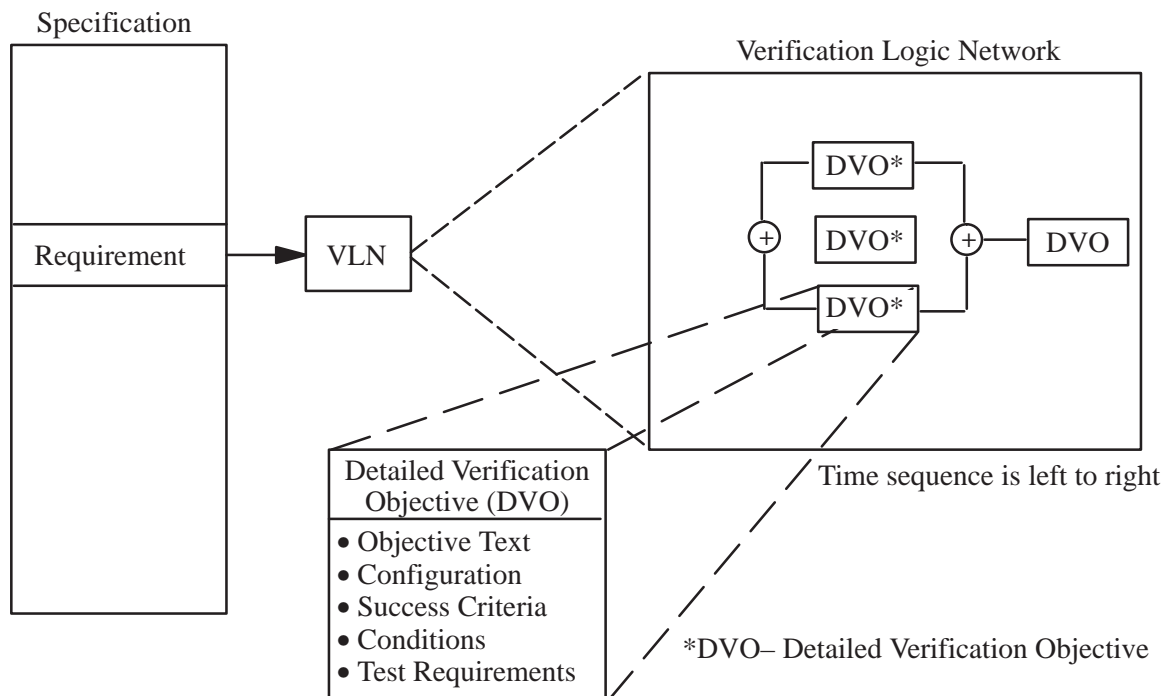 Specification
Verification Logic Network
DVO*
+
DVO*
+
DVO
Requirement
VLN
DVO*
Detailed Verification
Objective (DVO)
• Objective Text
• Configuration
• Success Criteria
• Conditions
• Test Requirements
Time sequence is left to right
*DVO– Detailed Verification Objective